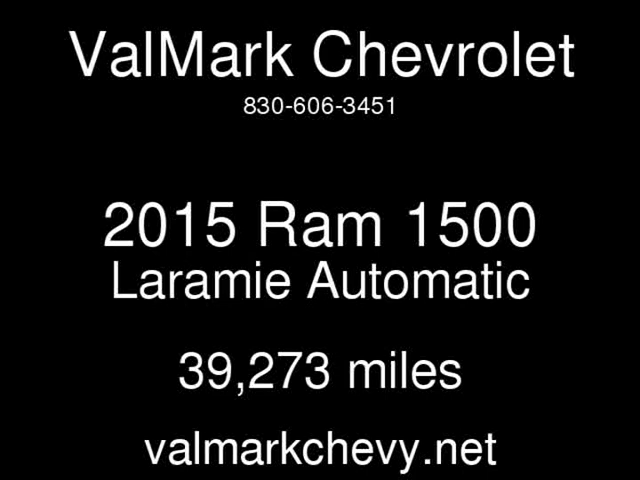 ValMark Chevrolet
830-606-3451
2015 Ram 1500
Laramie Automatic
39,273 miles
valmarkchevy.net